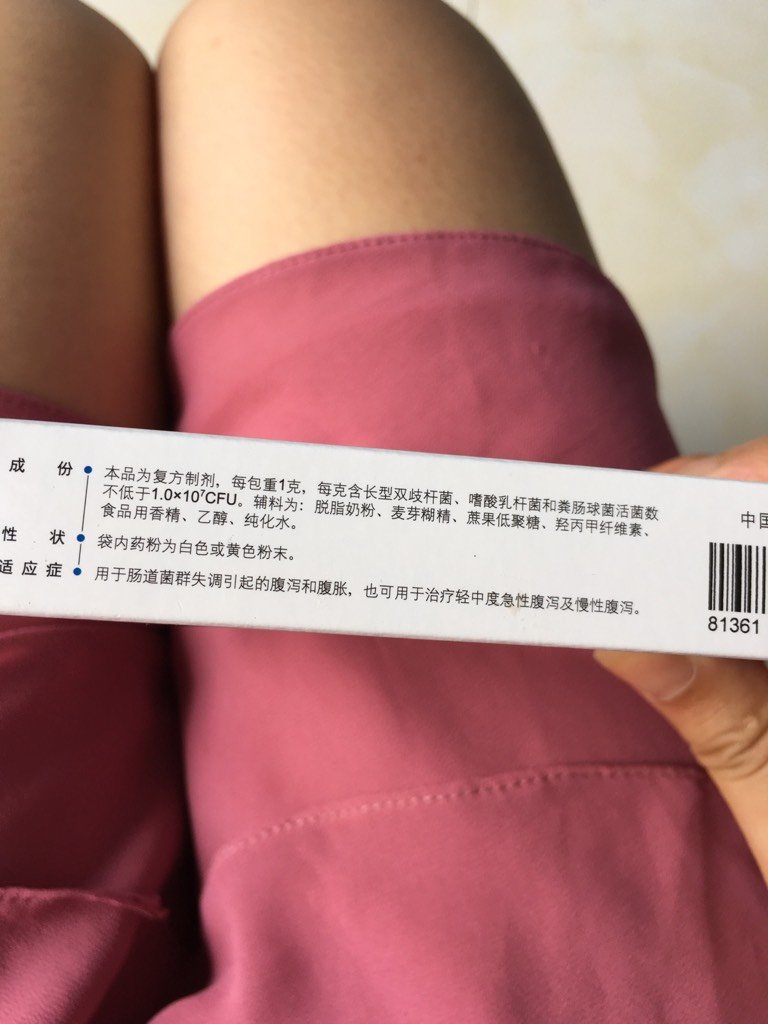 成 份 本品为复方制剂，每包重1克，每克含长型双歧杆菌、嗜酸乳杆菌和粪肠球菌活菌数
不低于1.0×10⁷CFU。辅料为：脱脂奶粉、麦芽糊精、蔗果低聚糖、羟丙甲纤维素、
食品用香精、乙醇、纯化水。
性 状 袋内药粉为白色或黄色粉末。
适应症 用于肠道菌群失调引起的腹泻和腹胀，也可用于治疗轻中度急性腹泻及慢性腹泻。
中国
81361